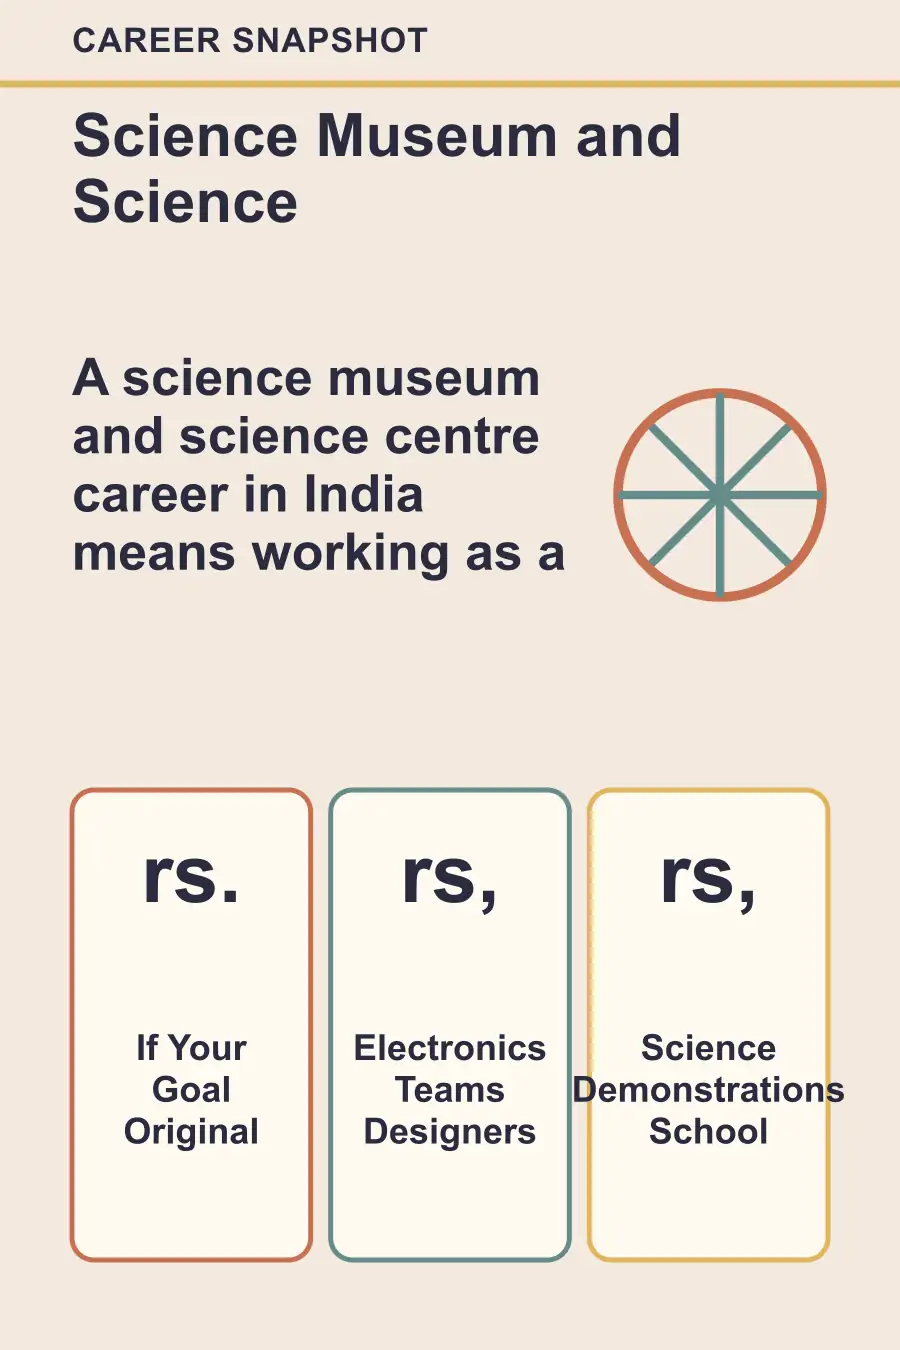 CAREER SNAPSHOT
Science Museum and
Science
A science museum
and science centre
career in India
means working as a
rs.
If Your
Goal
Original
rs,
Electronics
Teams
Designers
rs,
Science
Demonstrations
School